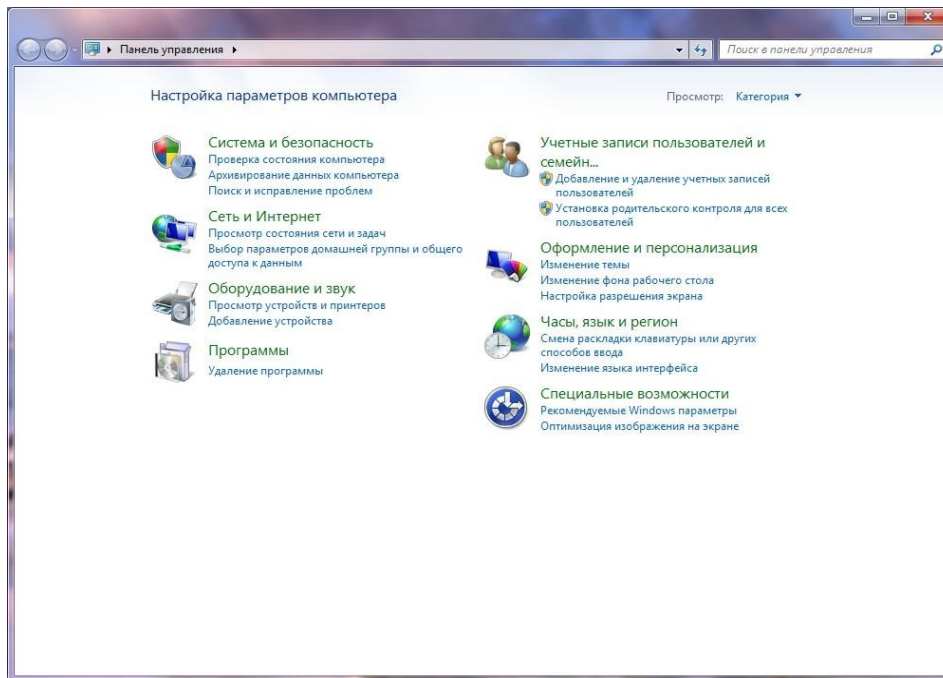 Панель управления
Поиск в панели управления
Настройка параметров компьютера
Просмотр: Категория
Система и безопасность
Проверка состояния компьютера
Архивирование данных компьютера
Поиск и исправление проблем
Сеть и Интернет
Просмотр состояния сети и задач
Выбор параметров домашней группы и общего
доступа к данным
Оборудование и звук
Просмотр устройств и принтеров
Добавление устройства
Программы
Удаление программы
Учетные записи пользователей и
семейн...
Добавление и удаление учетных записей
пользователей
Установка родительского контроля для всех
пользователей
Оформление и персонализация
Изменение темы
Изменение фона рабочего стола
Настройка разрешения экрана
Часы, язык и регион
Смена раскладки клавиатуры или других
способов ввода
Изменение языка интерфейса
Специальные возможности
Рекомендуемые Windows параметры
Оптимизация изображения на экране